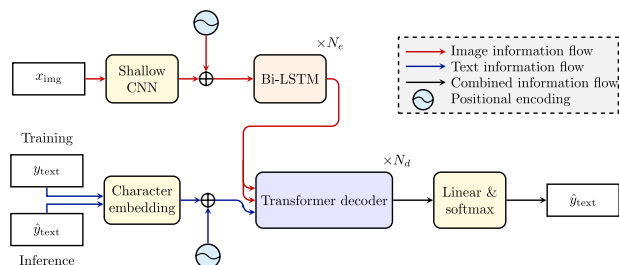 ×Nₑ
x_img
Shallow
CNN
Bi-LSTM
Image information flow
Text information flow
Combined information flow
Positional encoding
Training
y_text
ŷ_text
Inference
Character
embedding
×N_d
Transformer decoder
Linear &
softmax
ŷ_text